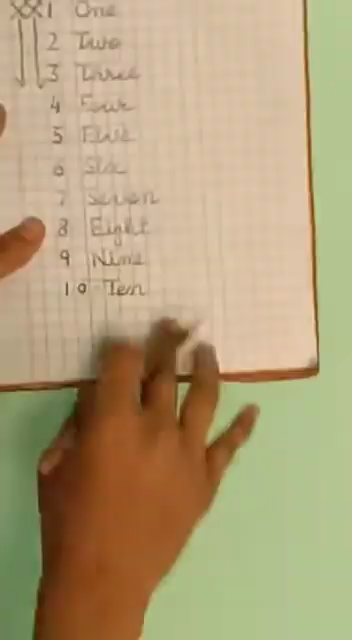 1 One
2 Two
3 Three
4 Four
5 Five
6 Six
7 Seven
8 Eight
9 Nine
10 Ten